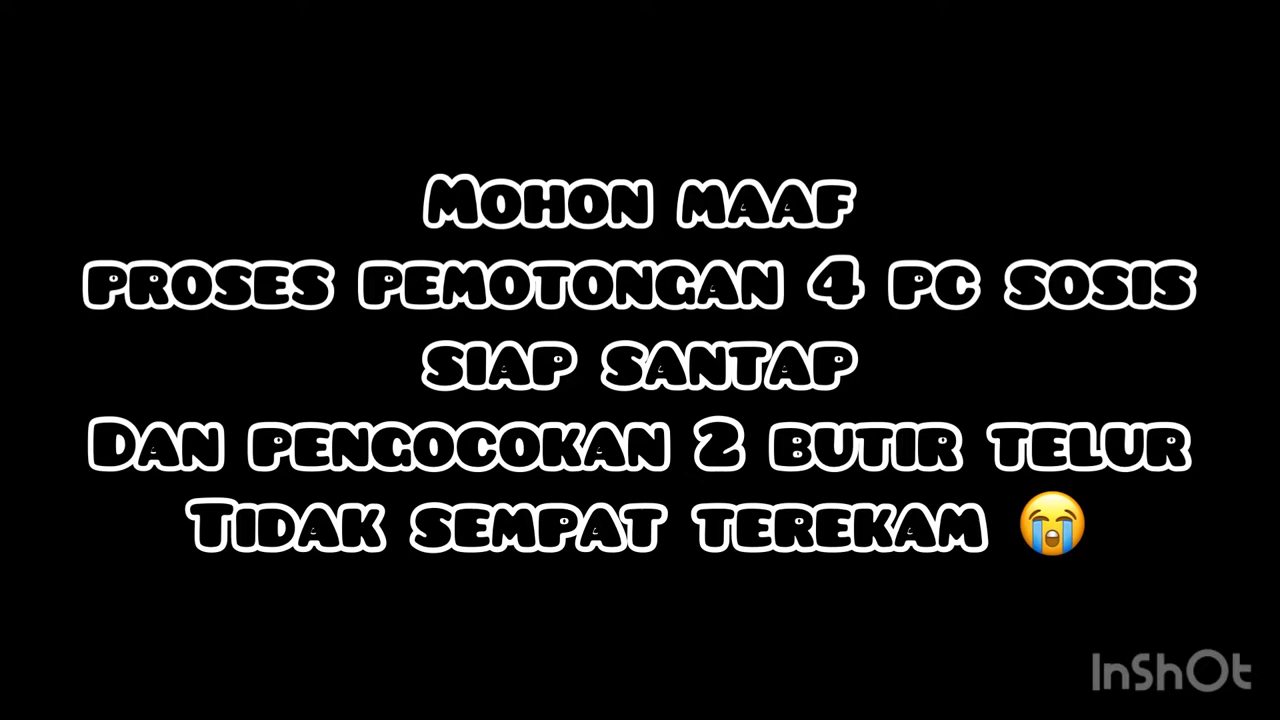 Mohon maaf
proses pemotongan 4 pc sosis
siap santap
Dan pengocokan 2 butir telur
Tidak sempat terekam 😭
InShOt